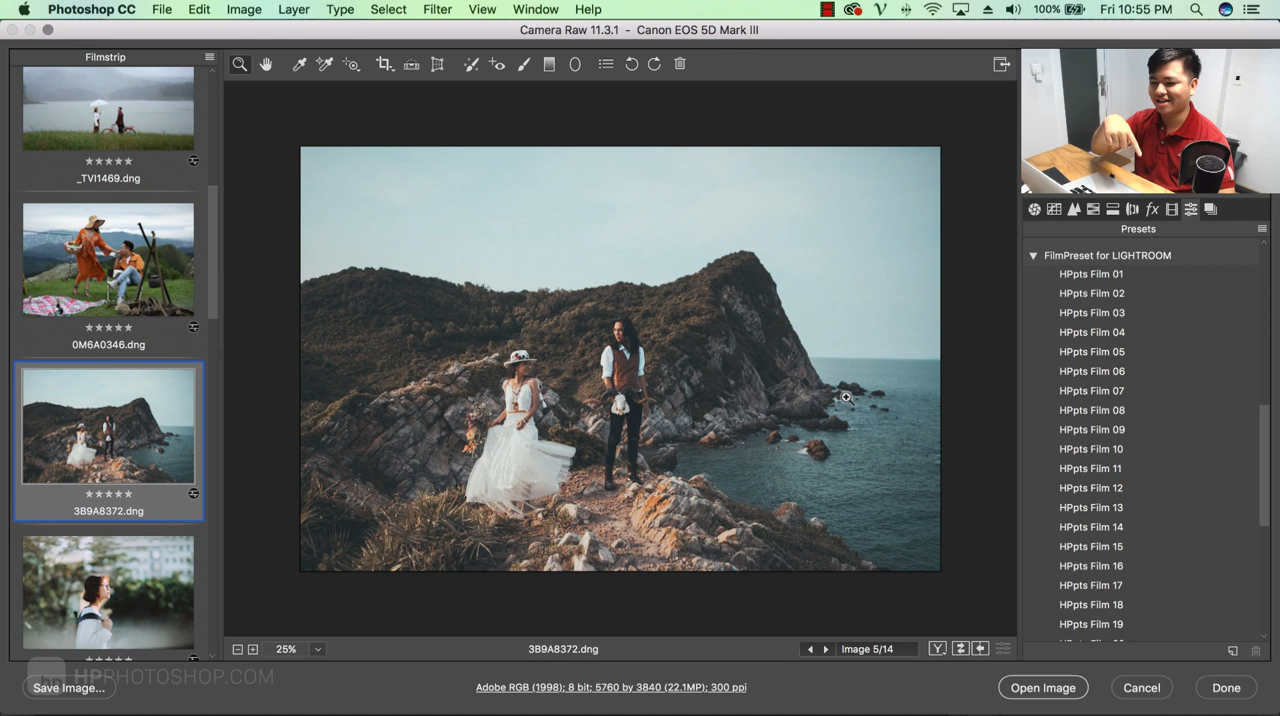 Photoshop CC File Edit Image Layer Type Select Filter View Window Help 100% Fri 10:55 PM
Camera Raw 11.3.1 - Canon EOS 5D Mark III
Filmstrip
_TVI1469.dng
0M6A0346.dng
3B9A8372.dng
fx
Presets
FilmPreset for LIGHTROOM
HPpts Film 01
HPpts Film 02
HPpts Film 03
HPpts Film 04
HPpts Film 05
HPpts Film 06
HPpts Film 07
HPpts Film 08
HPpts Film 09
HPpts Film 10
HPpts Film 11
HPpts Film 12
HPpts Film 13
HPpts Film 14
HPpts Film 15
HPpts Film 16
HPpts Film 17
HPpts Film 18
HPpts Film 19
25% 3B9A8372.dng Image 5/14 Y
HPPHOTOSHOP.COM
Save Image... Adobe RGB (1998); 8 bit; 5760 by 3840 (22.1MP); 300 ppi Open Image Cancel Done